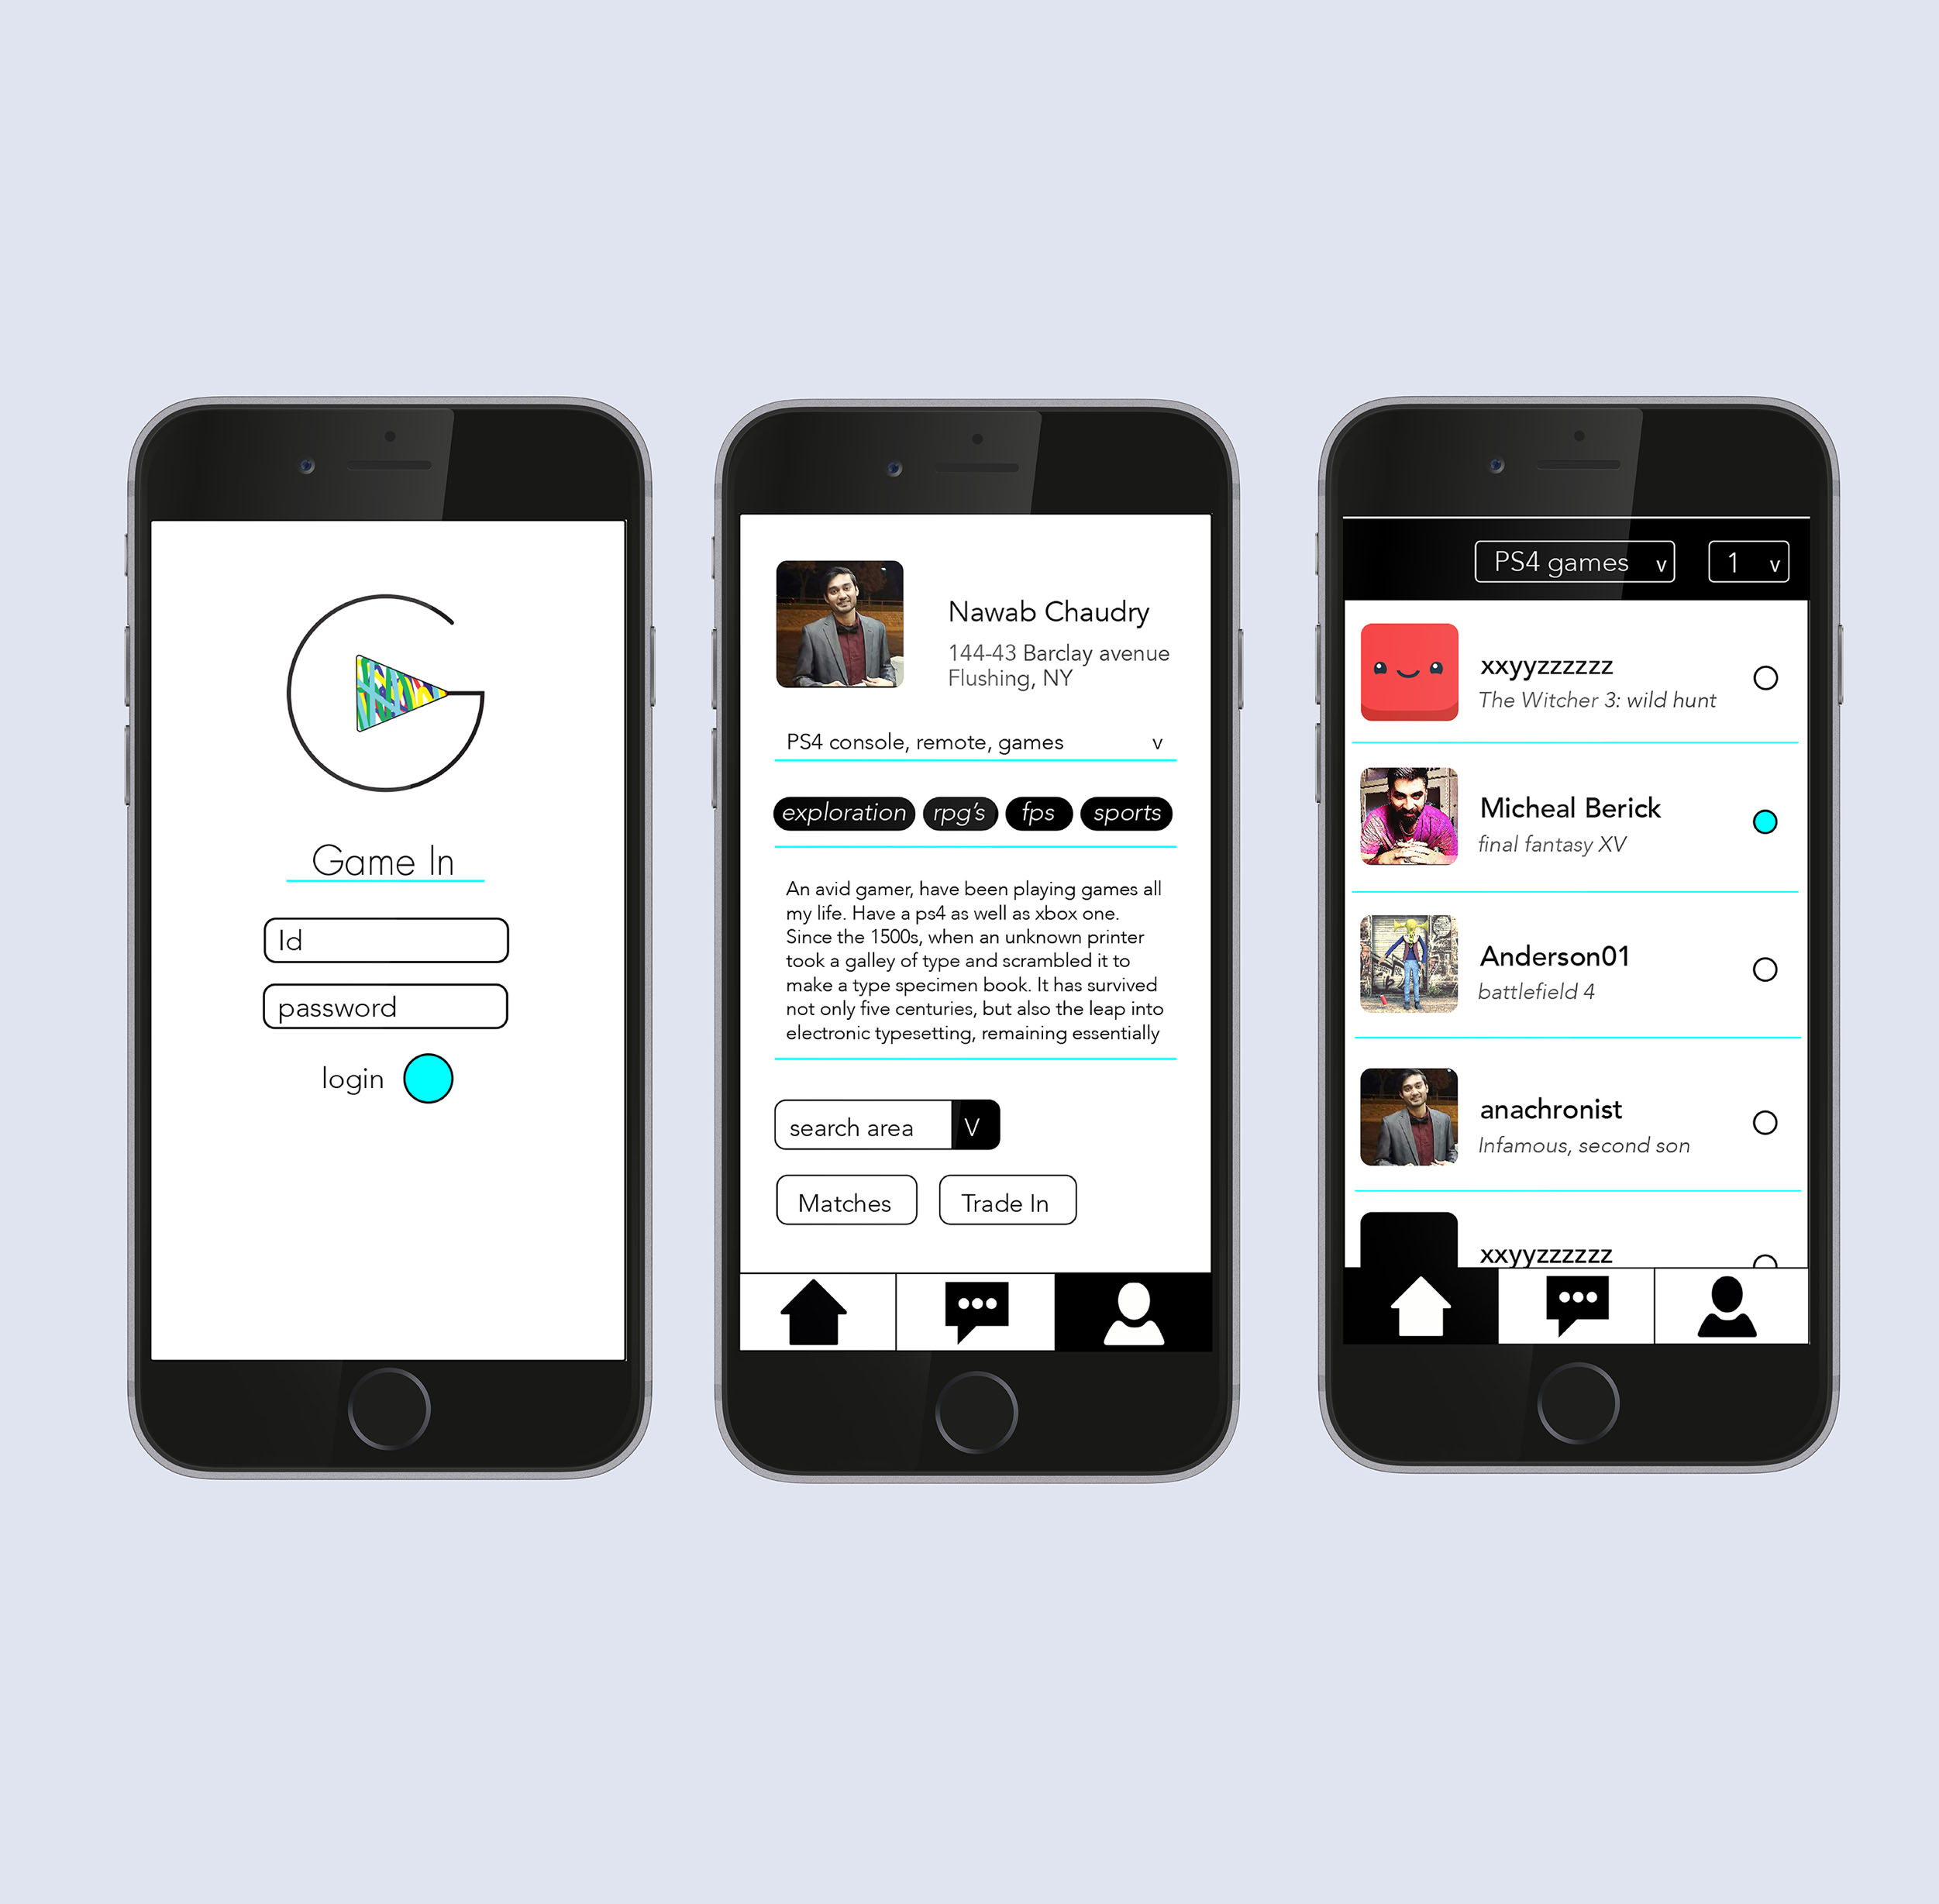 Game In
Id
password
login
Nawab Chaudry
144-43 Barclay avenue
Flushing, NY
PS4 console, remote, games v
exploration rpg's fps sports
An avid gamer, have been playing games all
my life. Have a ps4 as well as xbox one.
Since the 1500s, when an unknown printer
took a galley of type and scrambled it to
make a type specimen book. It has survived
not only five centuries, but also the leap into
electronic typesetting, remaining essentially
search area V
Matches Trade In
PS4 games v 1 v
xxyyzzzzzz
The Witcher 3: wild hunt
Micheal Berick
final fantasy XV
Anderson01
battlefield 4
anachronist
Infamous, second son
xxyyzzzzzz